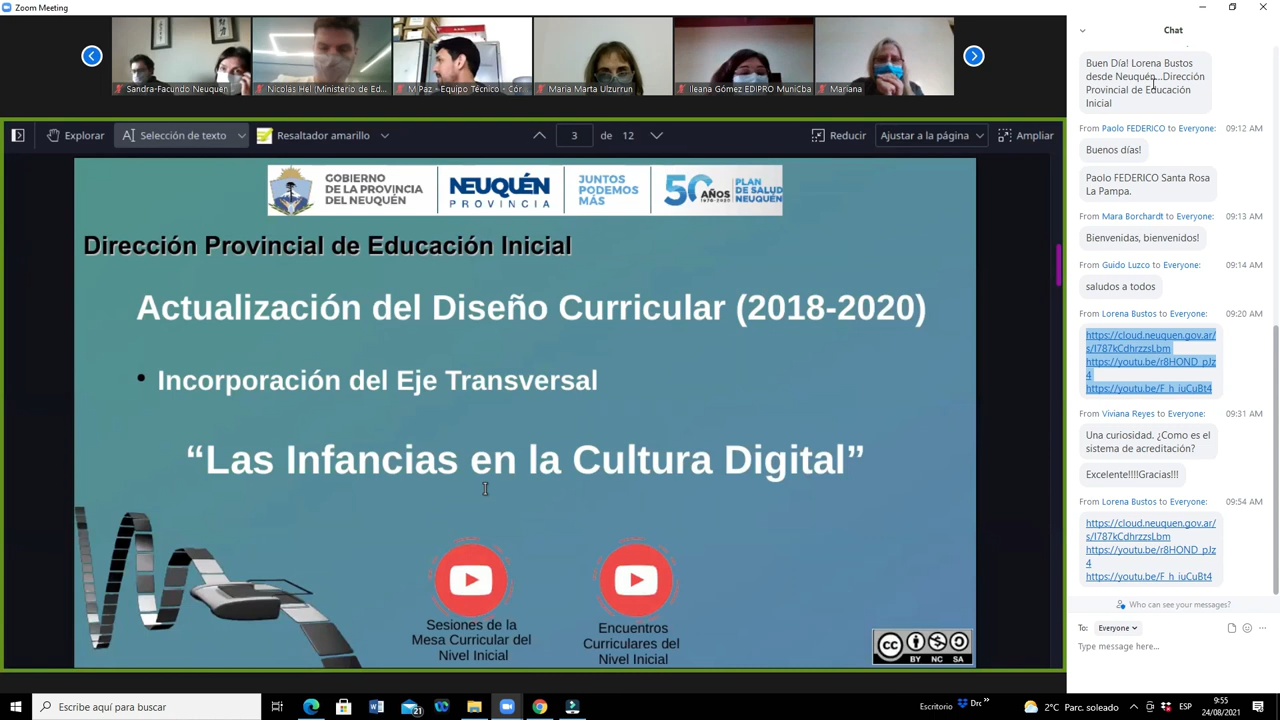 Zoom Meeting
Sandra-Facundo Neuquén
Nicolás Hel (Ministerio de Ed...
M Paz - Equipo Técnico - Cór...
María Marta Ulzurrun
Ileana Gómez EDIPRO MuniCba
Mariana
Explorar
Selección de texto
Resaltador amarillo
3
de 12
Reducir
Ajustar a la página
Ampliar
GOBIERNO
DE LA PROVINCIA
DEL NEUQUÉN
NEUQUÉN
PROVINCIA
JUNTOS
PODEMOS
MÁS
50 AÑOS
1970-2020
PLAN
DE SALUD
NEUQUÉN
Dirección Provincial de Educación Inicial
Actualización del Diseño Curricular (2018-2020)
• Incorporación del Eje Transversal
“Las Infancias en la Cultura Digital”
Sesiones de la
Mesa Curricular del
Nivel Inicial
Encuentros
Curriculares del
Nivel Inicial
cc
BY NC SA
Chat
Buen Día! Lorena Bustos
desde Neuquén...Dirección
Provincial de Educación
Inicial
From Paolo FEDERICO to Everyone: 09:12 AM
Buenos días!
Paolo FEDERICO Santa Rosa
La Pampa.
From Mara Borchardt to Everyone: 09:13 AM
Bienvenidas, bienvenidos!
From Guido Luzco to Everyone: 09:14 AM
saludos a todos
From Lorena Bustos to Everyone: 09:20 AM
https://cloud.neuquen.gov.ar/
s/I787kCdhrzzsLbm
https://youtu.be/r8HOND_pJz
4
https://youtu.be/F_h_iuCuBt4
From Viviana Reyes to Everyone: 09:31 AM
Una curiosidad. ¿Como es el
sistema de acreditación?
Excelente!!!!Gracias!!!
From Lorena Bustos to Everyone: 09:54 AM
https://cloud.neuquen.gov.ar/
s/I787kCdhrzzsLbm
https://youtu.be/r8HOND_pJz
4
https://youtu.be/F_h_iuCuBt4
Who can see your messages?
To: Everyone
Type message here...
Escribe aquí para buscar
21
Escritorio
2°C Parc. soleado
ESP
9:55
24/08/2021